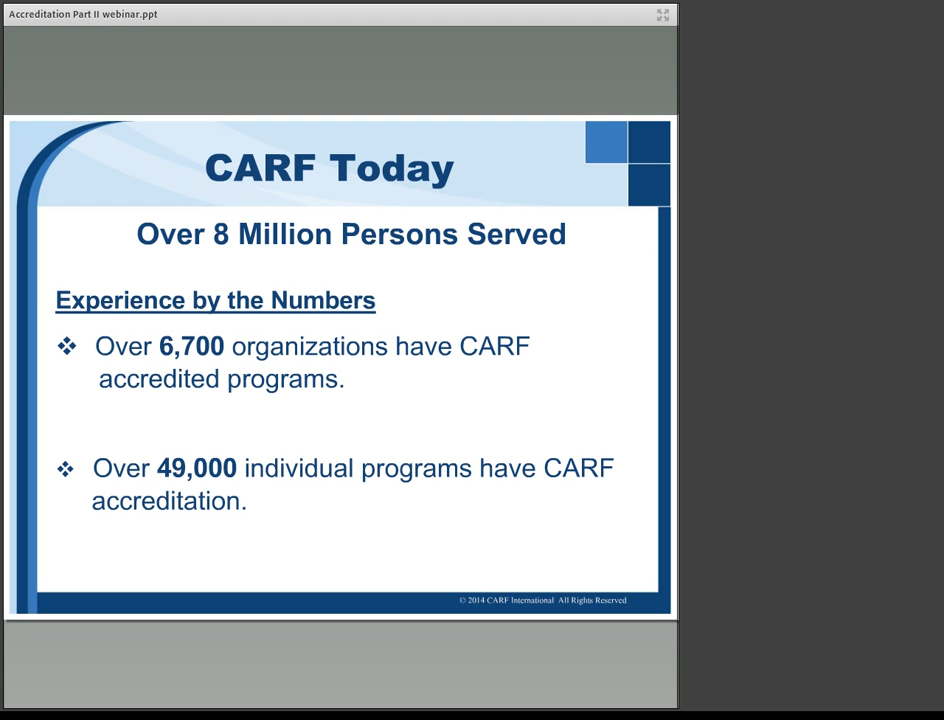 Accreditation Part II webinar.ppt
CARF Today
Over 8 Million Persons Served
Experience by the Numbers
❖ Over 6,700 organizations have CARF
accredited programs.
❖ Over 49,000 individual programs have CARF
accreditation.
© 2014 CARF International All Rights Reserved